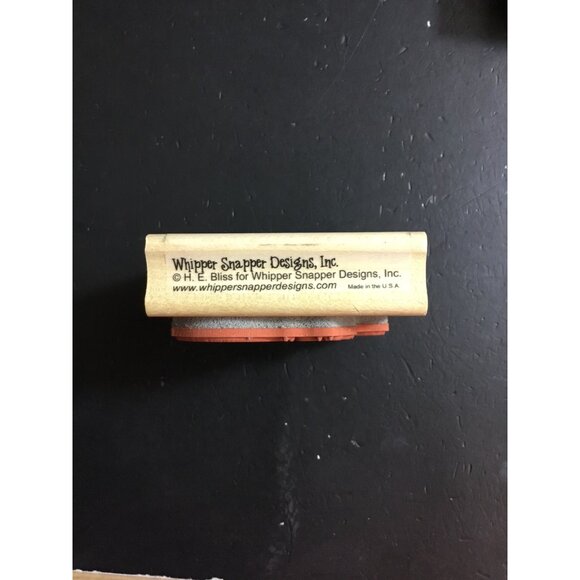 Whipper Snapper Designs, Inc.
© H. E. Bliss for Whipper Snapper Designs, Inc.
www.whippersnapperdesigns.com Made in the U S A